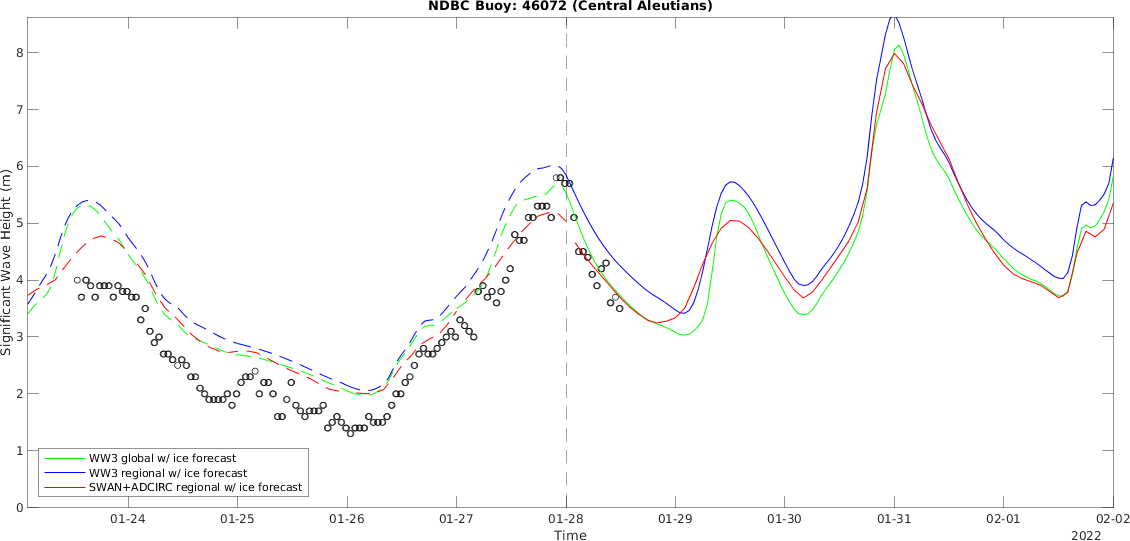 NDBC Buoy: 46072 (Central Aleutians)
Significant Wave Height (m)
8
7
6
5
4
3
2
1
0
WW3 global w/ ice forecast
WW3 regional w/ ice forecast
SWAN+ADCIRC regional w/ ice forecast
01-24 01-25 01-26 01-27 01-28 01-29 01-30 01-31 02-01 02-02
Time
2022